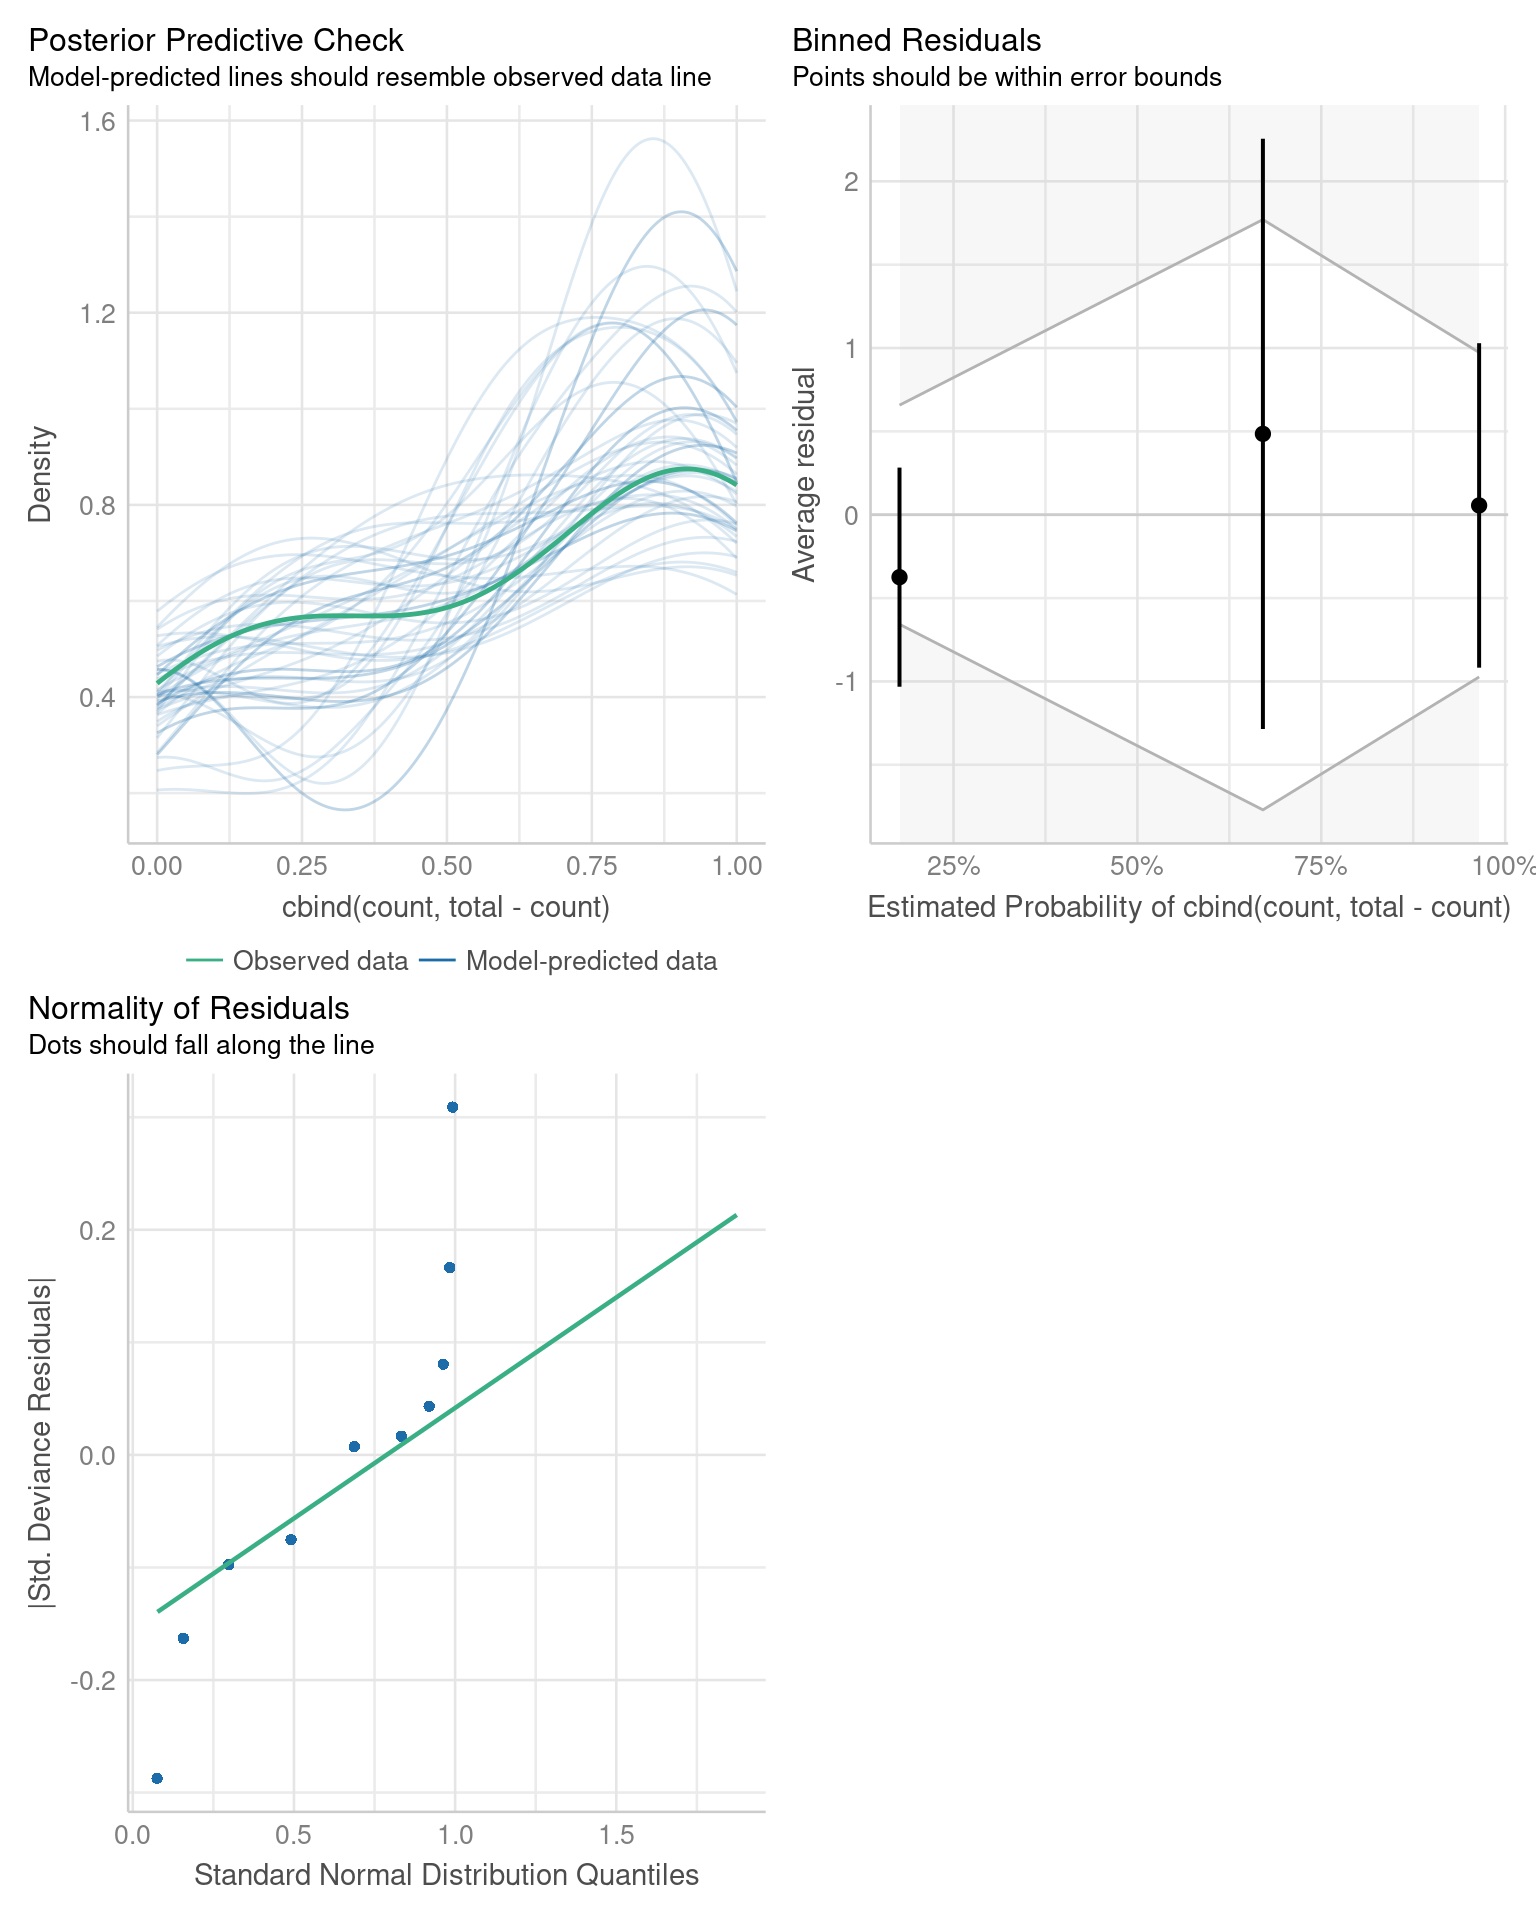 Posterior Predictive Check
Model-predicted lines should resemble observed data line
1.6
1.2
0.8
0.4
Density
0.00 0.25 0.50 0.75 1.00
cbind(count, total - count)
Observed data Model-predicted data
Binned Residuals
Points should be within error bounds
2
1
0
-1
Average residual
25% 50% 75% 100%
Estimated Probability of cbind(count, total - count)
Normality of Residuals
Dots should fall along the line
0.2
0.0
-0.2
|Std. Deviance Residuals|
0.0 0.5 1.0 1.5
Standard Normal Distribution Quantiles